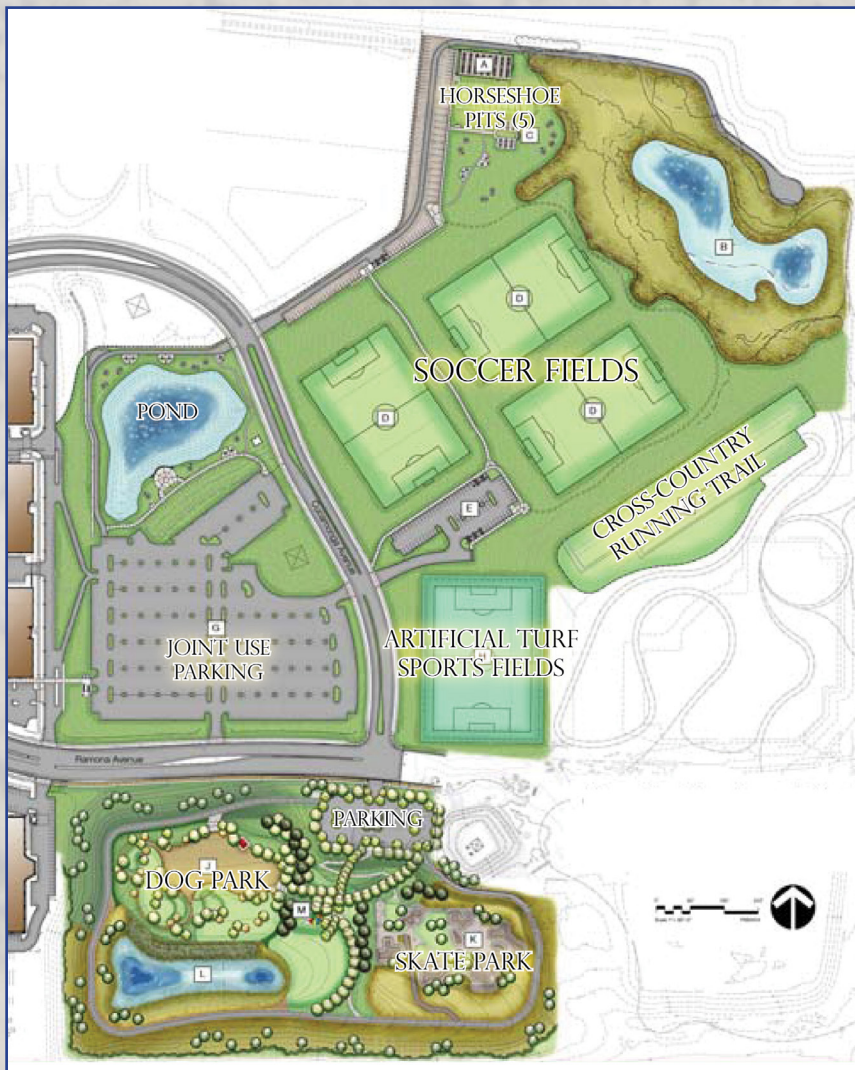 A
HORSESHOE
PITS (5)
C
B
D
SOCCER FIELDS
D
D
POND
E
CROSS-COUNTRY
RUNNING TRAIL
G
JOINT USE
PARKING
ARTIFICIAL TURF
SPORTS FIELDS
H
Ramona Avenue
PARKING
J
DOG PARK
M
K
SKATE PARK
L